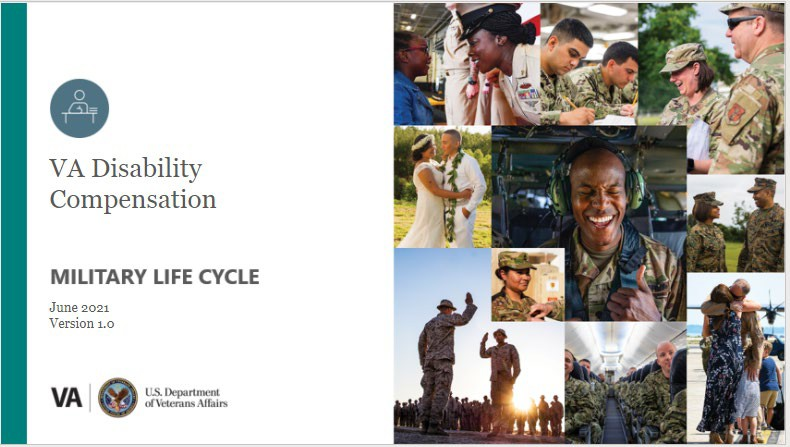 VA Disability
Compensation
MILITARY LIFE CYCLE
June 2021
Version 1.0
VA
U.S. Department
of Veterans Affairs